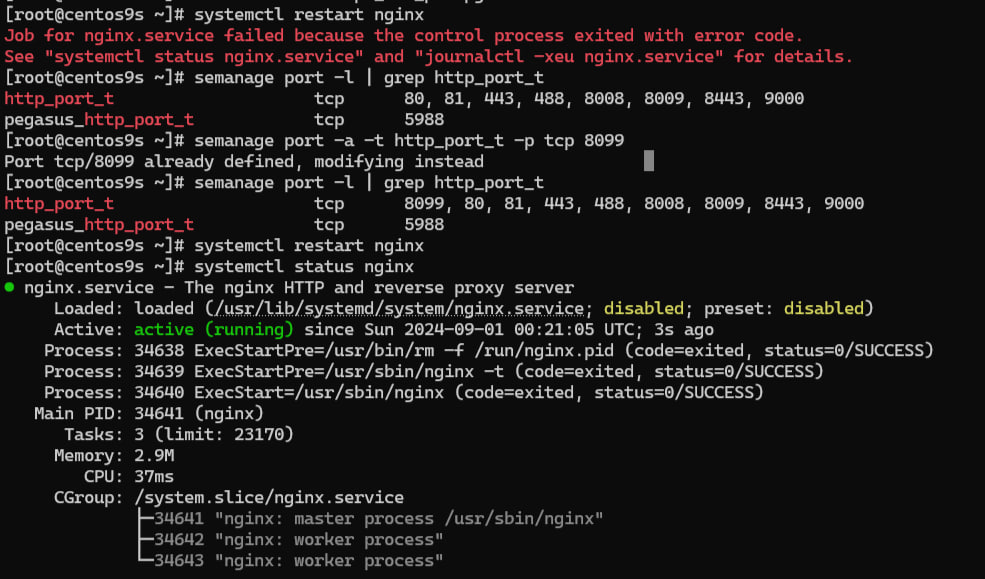 [root@centos9s ~]# systemctl restart nginx
Job for nginx.service failed because the control process exited with error code.
See "systemctl status nginx.service" and "journalctl -xeu nginx.service" for details.
[root@centos9s ~]# semanage port -l | grep http_port_t
http_port_t                    tcp      80, 81, 443, 488, 8008, 8009, 8443, 9000
pegasus_http_port_t            tcp      5988
[root@centos9s ~]# semanage port -a -t http_port_t -p tcp 8099
Port tcp/8099 already defined, modifying instead
[root@centos9s ~]# semanage port -l | grep http_port_t
http_port_t                    tcp      8099, 80, 81, 443, 488, 8008, 8009, 8443, 9000
pegasus_http_port_t            tcp      5988
[root@centos9s ~]# systemctl restart nginx
[root@centos9s ~]# systemctl status nginx
● nginx.service - The nginx HTTP and reverse proxy server
     Loaded: loaded (/usr/lib/systemd/system/nginx.service; disabled; preset: disabled)
     Active: active (running) since Sun 2024-09-01 00:21:05 UTC; 3s ago
    Process: 34638 ExecStartPre=/usr/bin/rm -f /run/nginx.pid (code=exited, status=0/SUCCESS)
    Process: 34639 ExecStartPre=/usr/sbin/nginx -t (code=exited, status=0/SUCCESS)
    Process: 34640 ExecStart=/usr/sbin/nginx (code=exited, status=0/SUCCESS)
   Main PID: 34641 (nginx)
      Tasks: 3 (limit: 23170)
     Memory: 2.9M
        CPU: 37ms
     CGroup: /system.slice/nginx.service
             ├─34641 "nginx: master process /usr/sbin/nginx"
             ├─34642 "nginx: worker process"
             └─34643 "nginx: worker process"